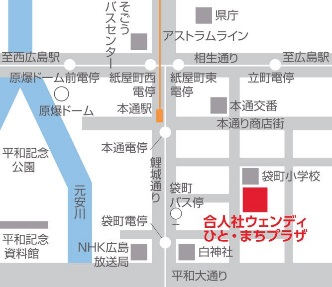 県庁
アストラムライン
そごう
バスセンター
至西広島駅
相生通り
至広島駅
原爆ドーム前電停
紙屋町西
電停
紙屋町東
電停
立町電停
原爆ドーム
本通駅
本通交番
本通り商店街
平和記念
公園
本通電停
鯉城通り
袋町小学校
元安川
袋町
バス停
合人社ウェンディ
ひと・まちプラザ
袋町電停
平和記念
資料館
NHK広島
放送局
白神社
平和大通り